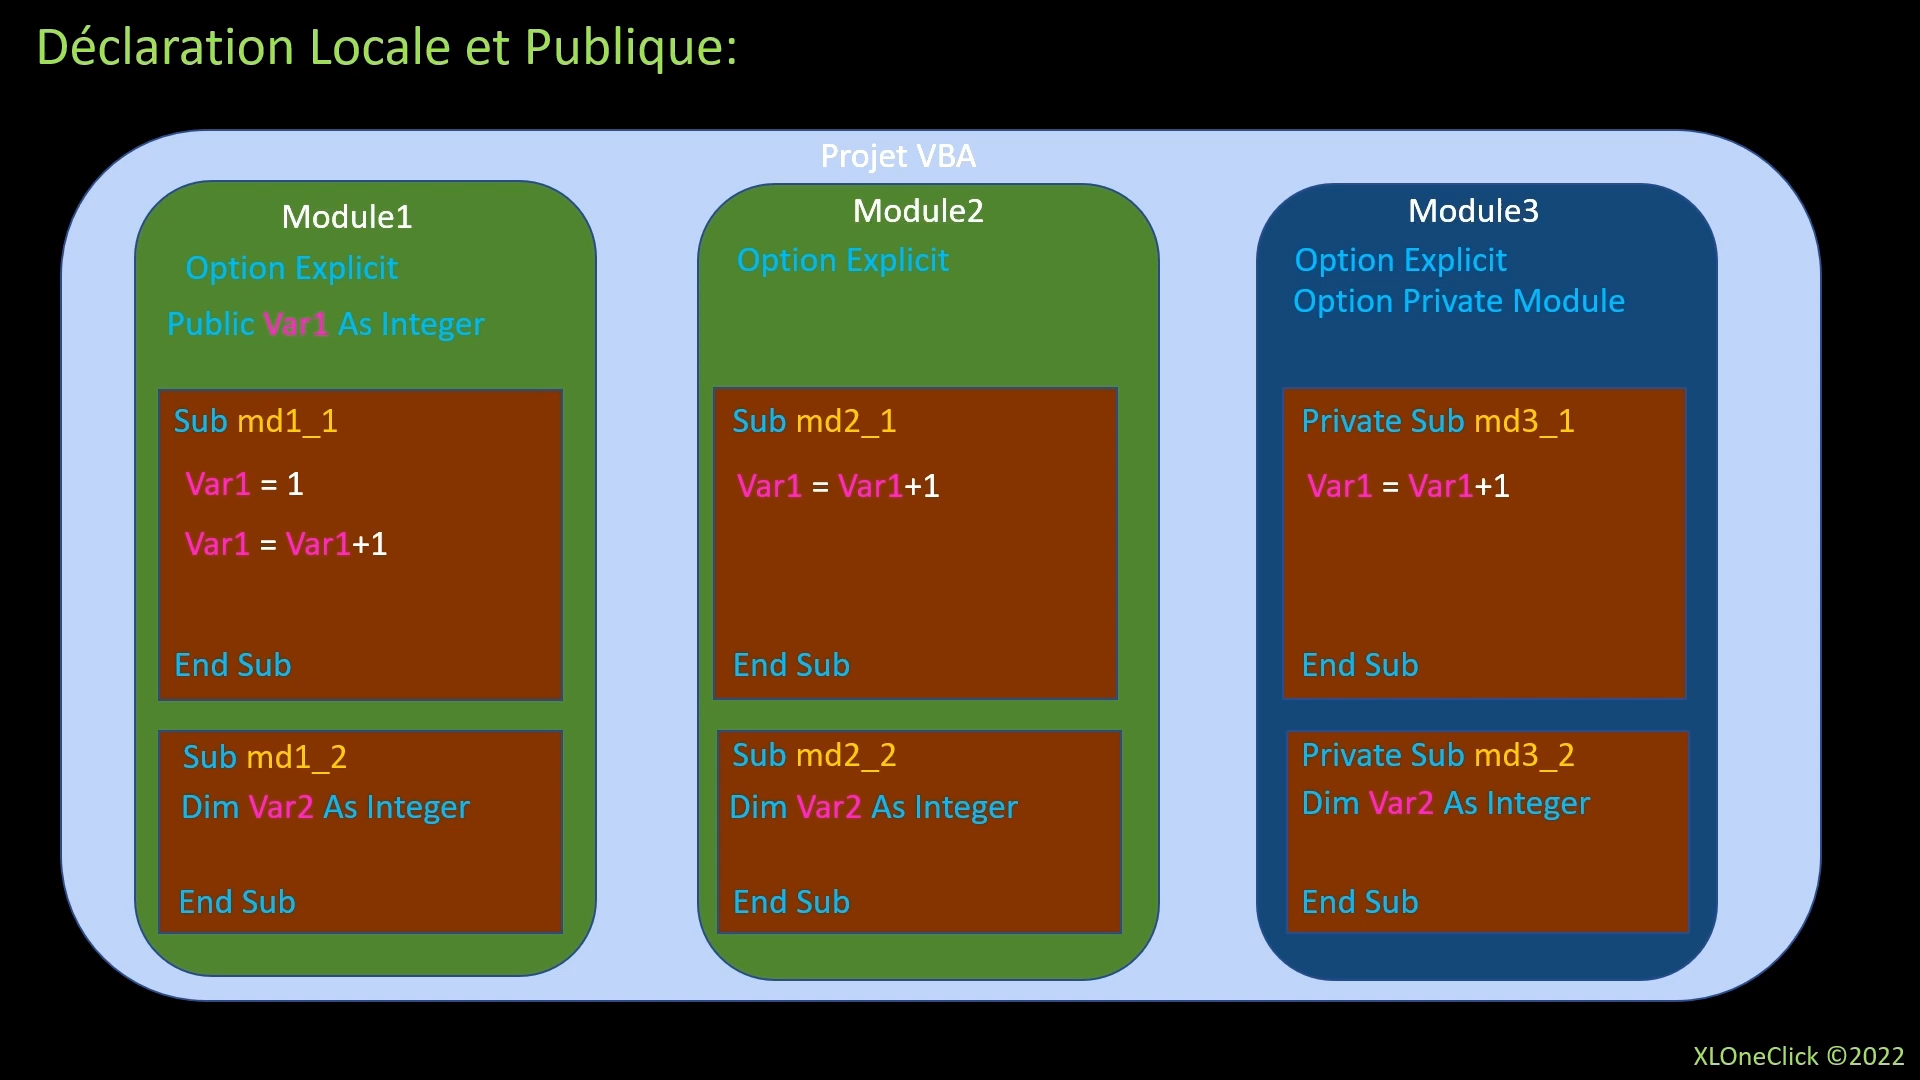 Déclaration Locale et Publique:
Projet VBA
Module1
Option Explicit
Public Var1 As Integer
Sub md1_1
Var1 = 1
Var1 = Var1+1
End Sub
Sub md1_2
Dim Var2 As Integer
End Sub
Module2
Option Explicit
Sub md2_1
Var1 = Var1+1
End Sub
Sub md2_2
Dim Var2 As Integer
End Sub
Module3
Option Explicit
Option Private Module
Private Sub md3_1
Var1 = Var1+1
End Sub
Private Sub md3_2
Dim Var2 As Integer
End Sub
XLOneClick ©2022